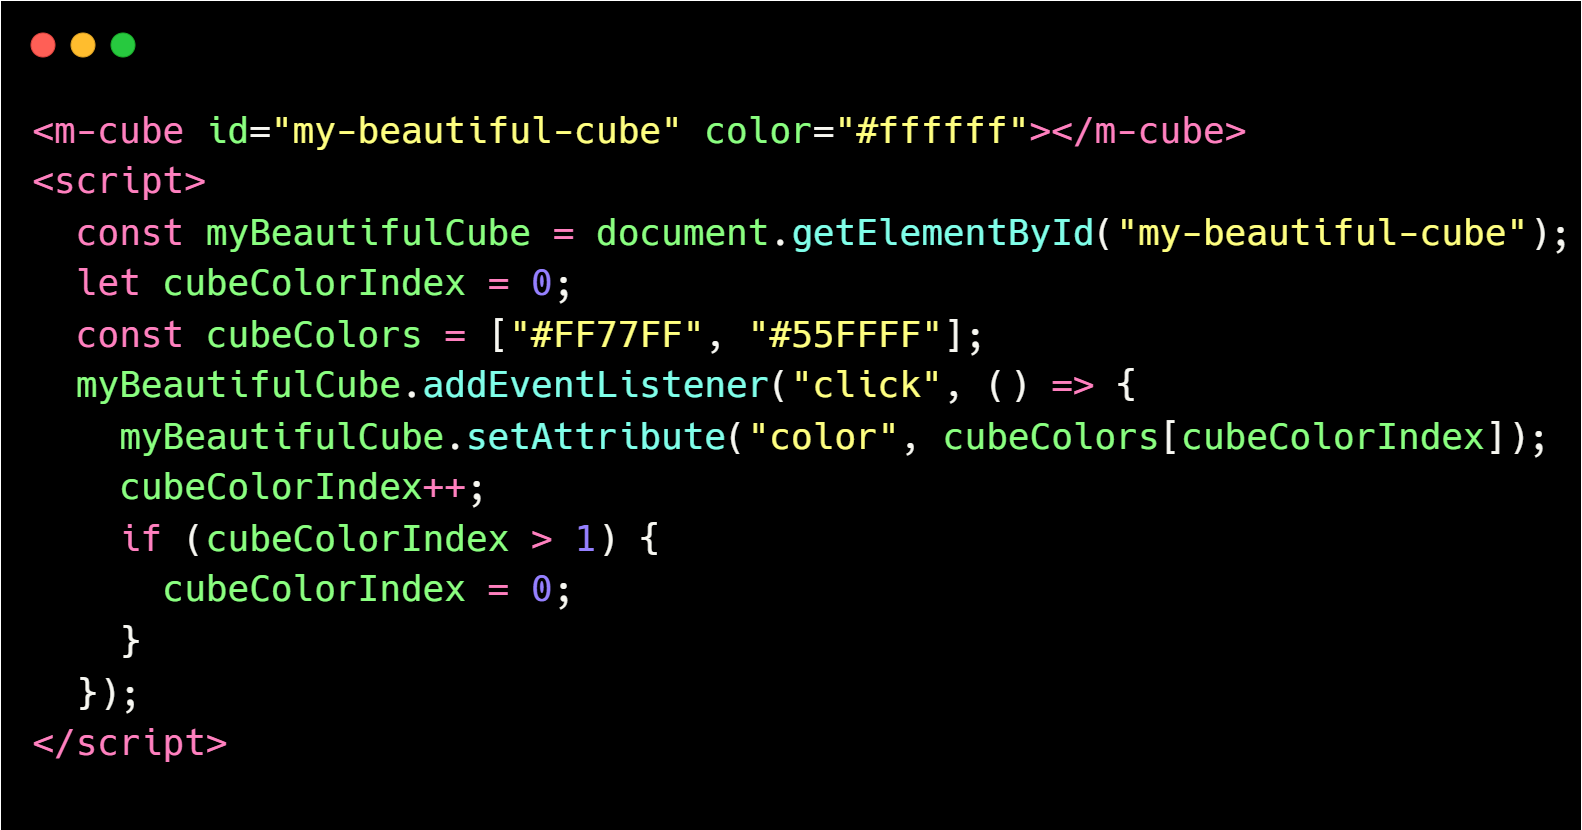 <m-cube id="my-beautiful-cube" color="#ffffff"></m-cube>
<script>
  const myBeautifulCube = document.getElementById("my-beautiful-cube");
  let cubeColorIndex = 0;
  const cubeColors = ["#FF77FF", "#55FFFF"];
  myBeautifulCube.addEventListener("click", () => {
    myBeautifulCube.setAttribute("color", cubeColors[cubeColorIndex]);
    cubeColorIndex++;
    if (cubeColorIndex > 1) {
      cubeColorIndex = 0;
    }
  });
</script>